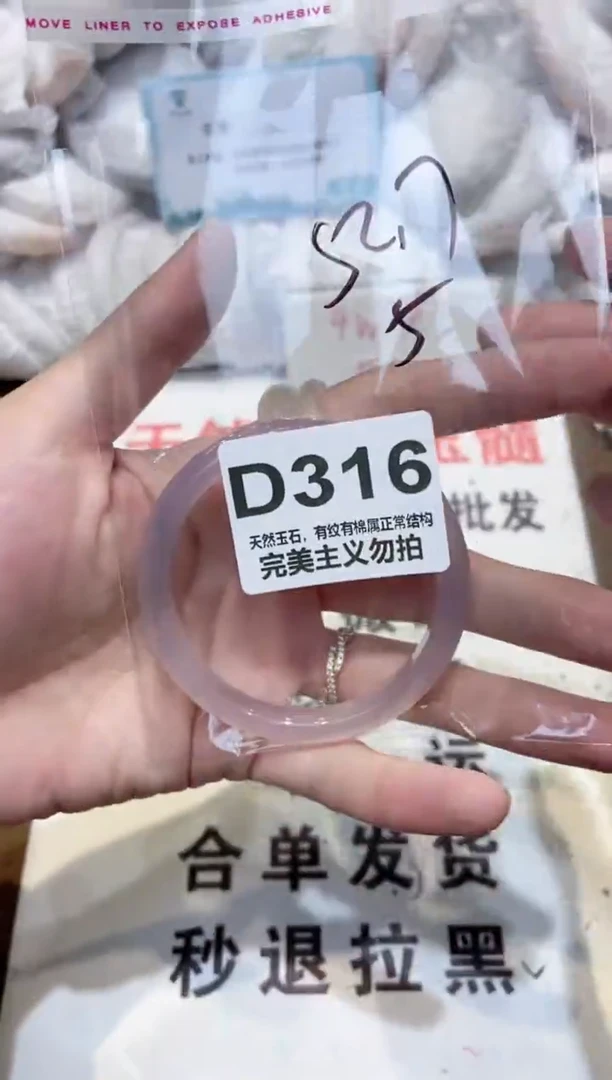 MOVE LINER TO EXPOSE ADHESIVE
52.7
5
D316
天然玉石，有纹有棉属正常结构
完美主义勿拍
批发
运
合单发货
秒退拉黑